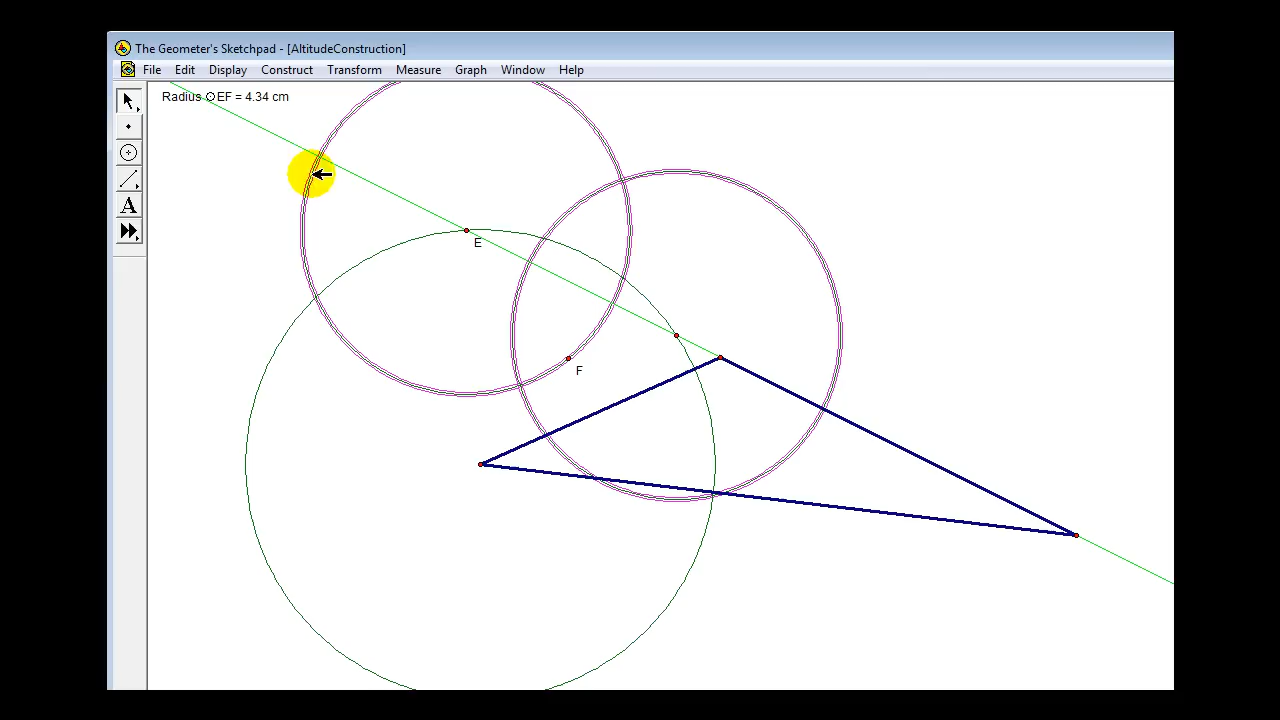 The Geometer's Sketchpad - [AltitudeConstruction]
File Edit Display Construct Transform Measure Graph Window Help
Radius ⊙EF = 4.34 cm
A
E
F